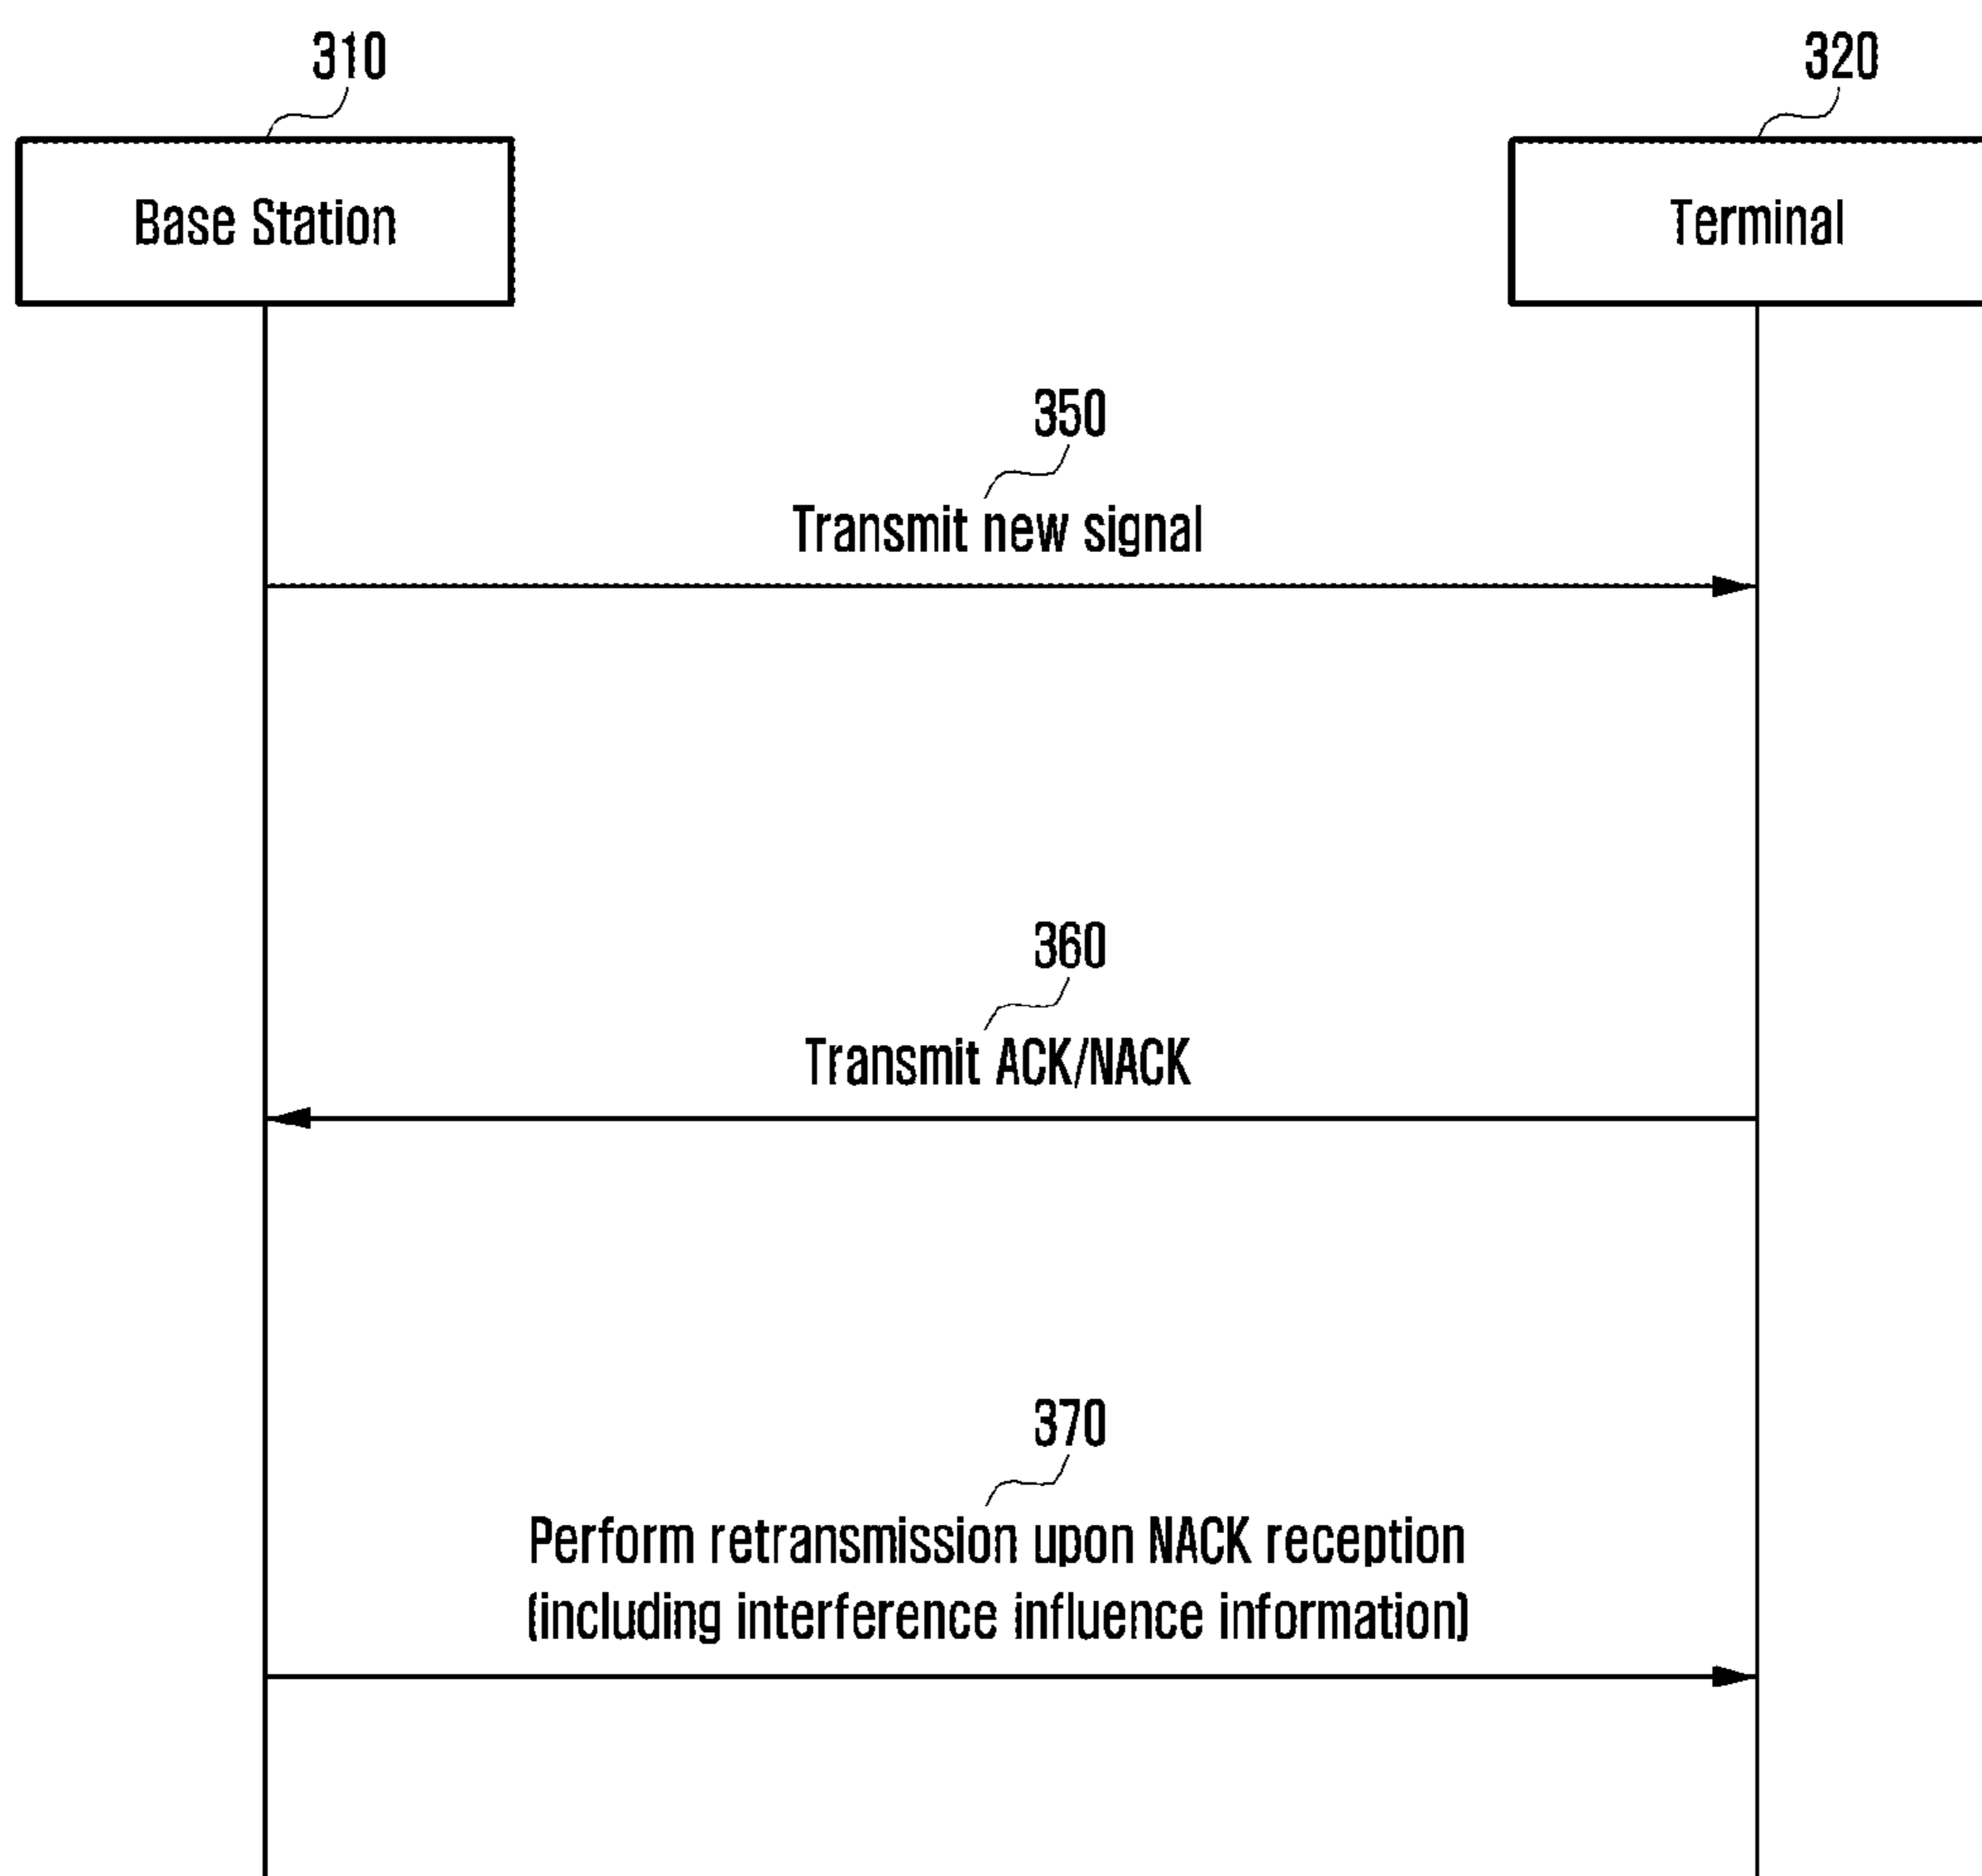 310
320
Base Station
Terminal
350
Transmit new signal
360
Transmit ACK/NACK
370
Perform retransmission upon NACK reception
(including interference influence information)